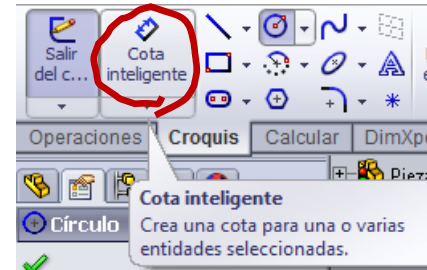 Salir
del c...
Cota
inteligente
Operaciones
Croquis
Calcular
DimXpe
Pieza
Círculo
Cota inteligente
Crea una cota para una o varias
entidades seleccionadas.